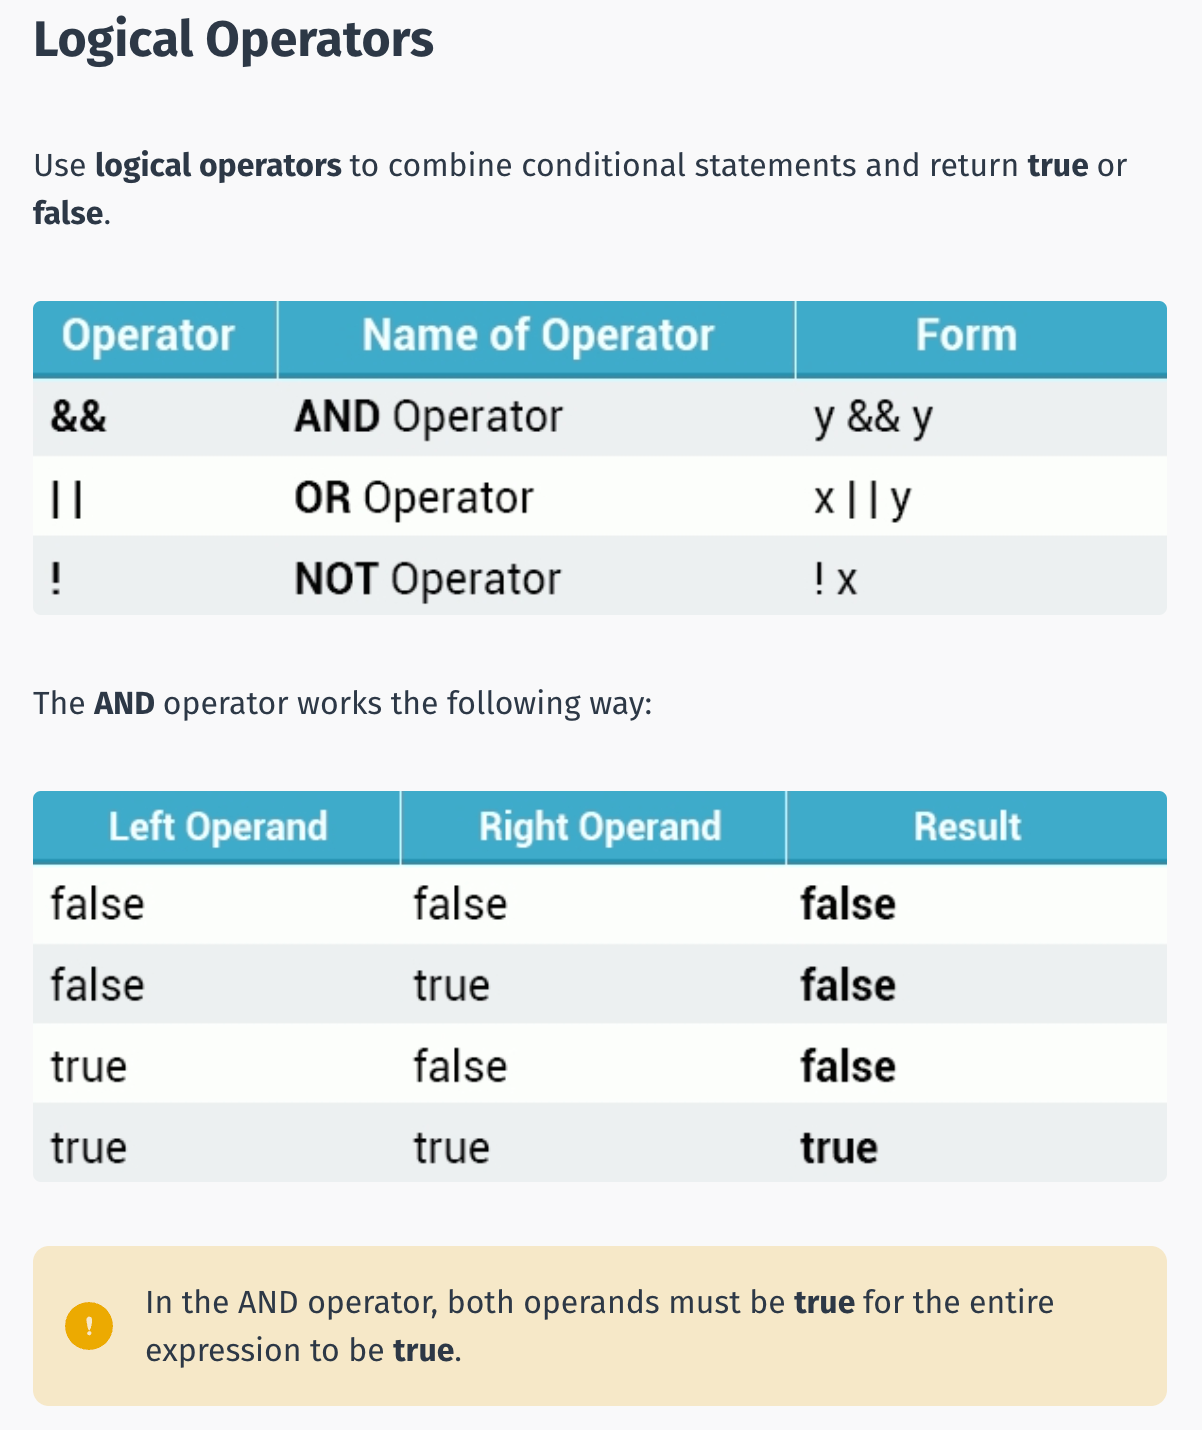 Logical Operators
Use logical operators to combine conditional statements and return true or
false.
Operator Name of Operator Form
&& AND Operator y && y
|| OR Operator x || y
! NOT Operator ! x
The AND operator works the following way:
Left Operand Right Operand Result
false false false
false true false
true false false
true true true
! In the AND operator, both operands must be true for the entire
expression to be true.